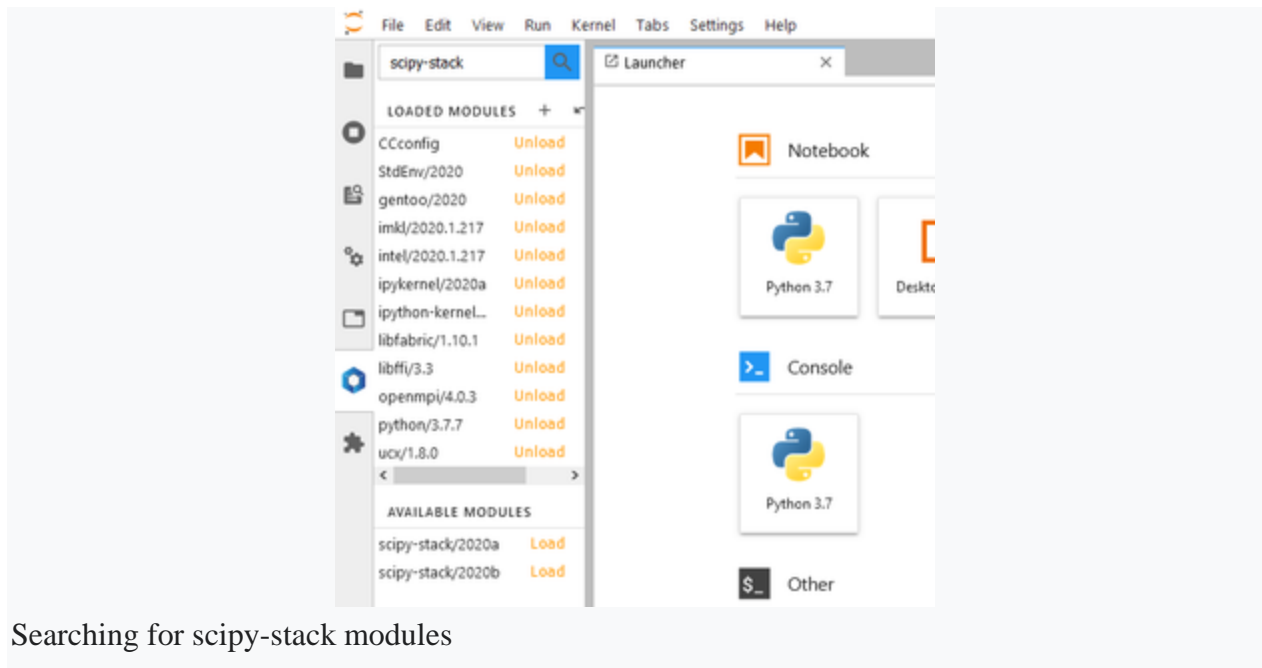 File Edit View Run Kernel Tabs Settings Help
scipy-stack
Launcher
LOADED MODULES
CCconfig Unload
StdEnv/2020 Unload
gentoo/2020 Unload
imkl/2020.1.217 Unload
intel/2020.1.217 Unload
ipykernel/2020a Unload
ipython-kernel... Unload
libfabric/1.10.1 Unload
libffi/3.3 Unload
openmpi/4.0.3 Unload
python/3.7.7 Unload
ucx/1.8.0 Unload
AVAILABLE MODULES
scipy-stack/2020a Load
scipy-stack/2020b Load
Notebook
Python 3.7 Deskto
Console
Python 3.7
$_ Other
Searching for scipy-stack modules